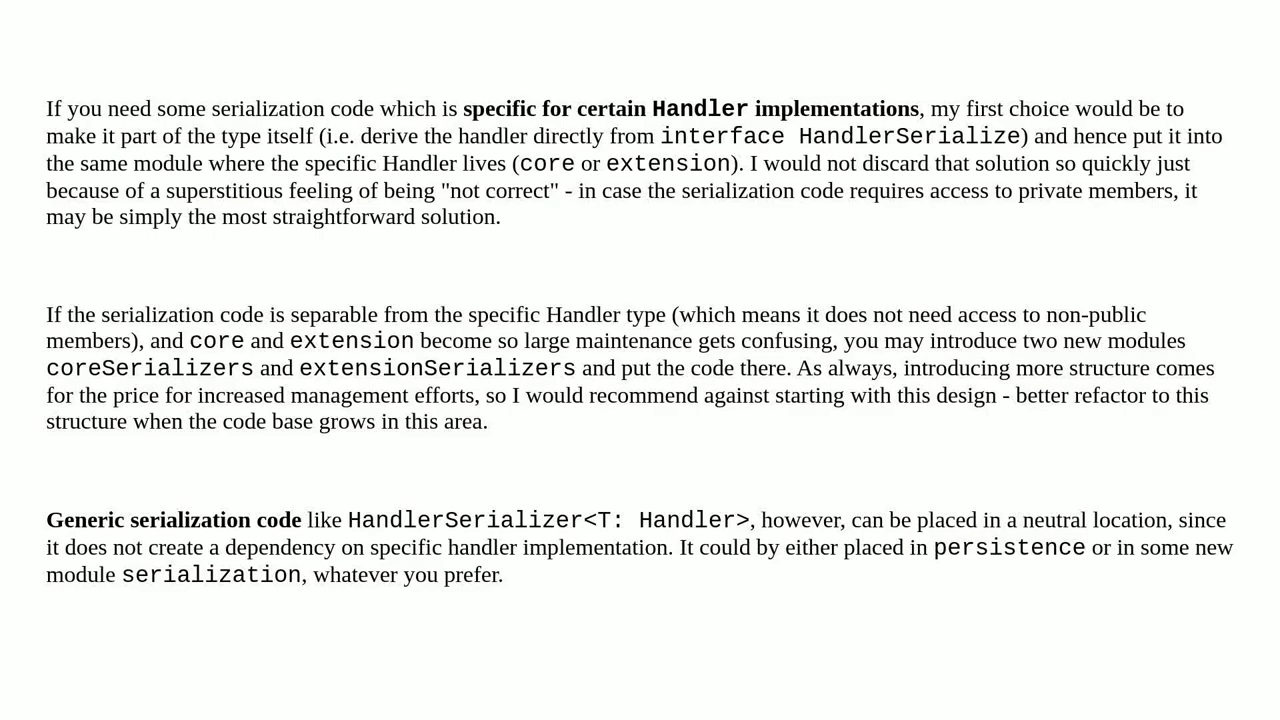 If you need some serialization code which is specific for certain Handler implementations, my first choice would be to
make it part of the type itself (i.e. derive the handler directly from interface HandlerSerialize) and hence put it into
the same module where the specific Handler lives (core or extension). I would not discard that solution so quickly just
because of a superstitious feeling of being "not correct" - in case the serialization code requires access to private members, it
may be simply the most straightforward solution.
If the serialization code is separable from the specific Handler type (which means it does not need access to non-public
members), and core and extension become so large maintenance gets confusing, you may introduce two new modules
coreSerializers and extensionSerializers and put the code there. As always, introducing more structure comes
for the price for increased management efforts, so I would recommend against starting with this design - better refactor to this
structure when the code base grows in this area.
Generic serialization code like HandlerSerializer<T: Handler>, however, can be placed in a neutral location, since
it does not create a dependency on specific handler implementation. It could by either placed in persistence or in some new
module serialization, whatever you prefer.